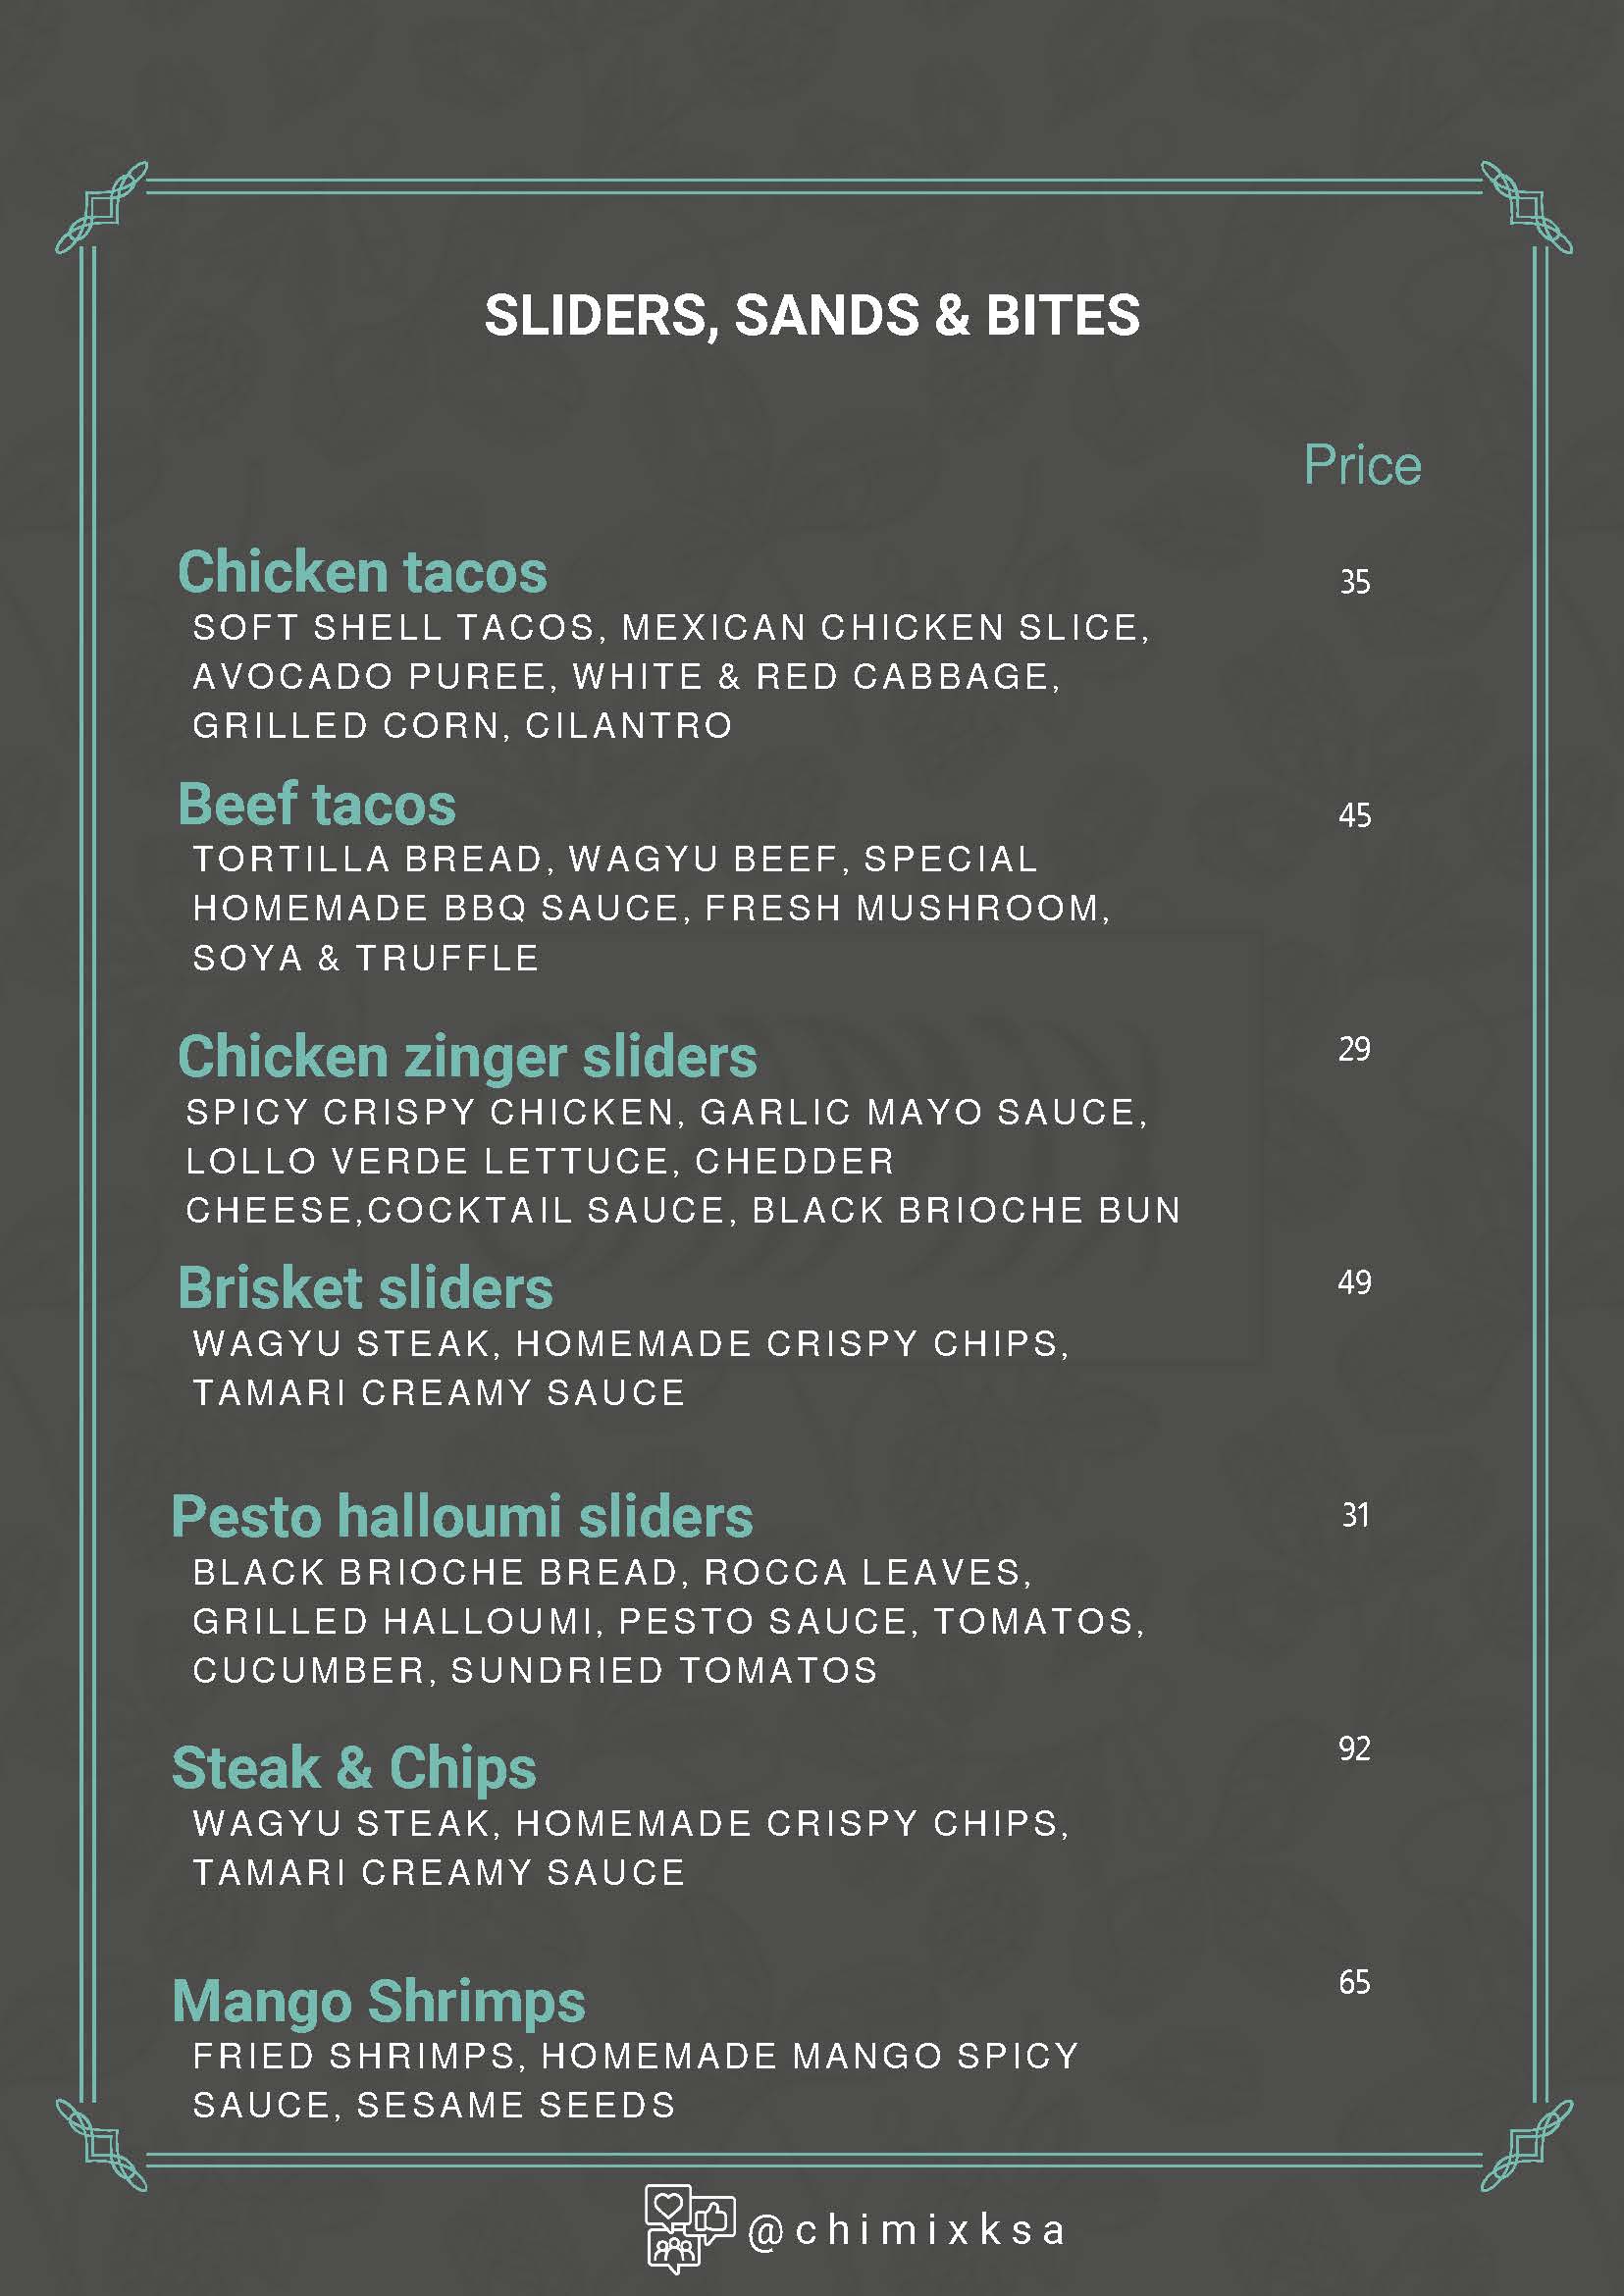 SLIDERS, SANDS & BITES
Price
Chicken tacos 35
SOFT SHELL TACOS, MEXICAN CHICKEN SLICE,
AVOCADO PUREE, WHITE & RED CABBAGE,
GRILLED CORN, CILANTRO
Beef tacos 45
TORTILLA BREAD, WAGYU BEEF, SPECIAL
HOMEMADE BBQ SAUCE, FRESH MUSHROOM,
SOYA & TRUFFLE
Chicken zinger sliders 29
SPICY CRISPY CHICKEN, GARLIC MAYO SAUCE,
LOLLO VERDE LETTUCE, CHEDDER
CHEESE,COCKTAIL SAUCE, BLACK BRIOCHE BUN
Brisket sliders 49
WAGYU STEAK, HOMEMADE CRISPY CHIPS,
TAMARI CREAMY SAUCE
Pesto halloumi sliders 31
BLACK BRIOCHE BREAD, ROCCA LEAVES,
GRILLED HALLOUMI, PESTO SAUCE, TOMATOS,
CUCUMBER, SUNDRIED TOMATOS
Steak & Chips 92
WAGYU STEAK, HOMEMADE CRISPY CHIPS,
TAMARI CREAMY SAUCE
Mango Shrimps 65
FRIED SHRIMPS, HOMEMADE MANGO SPICY
SAUCE, SESAME SEEDS
@chimixksa